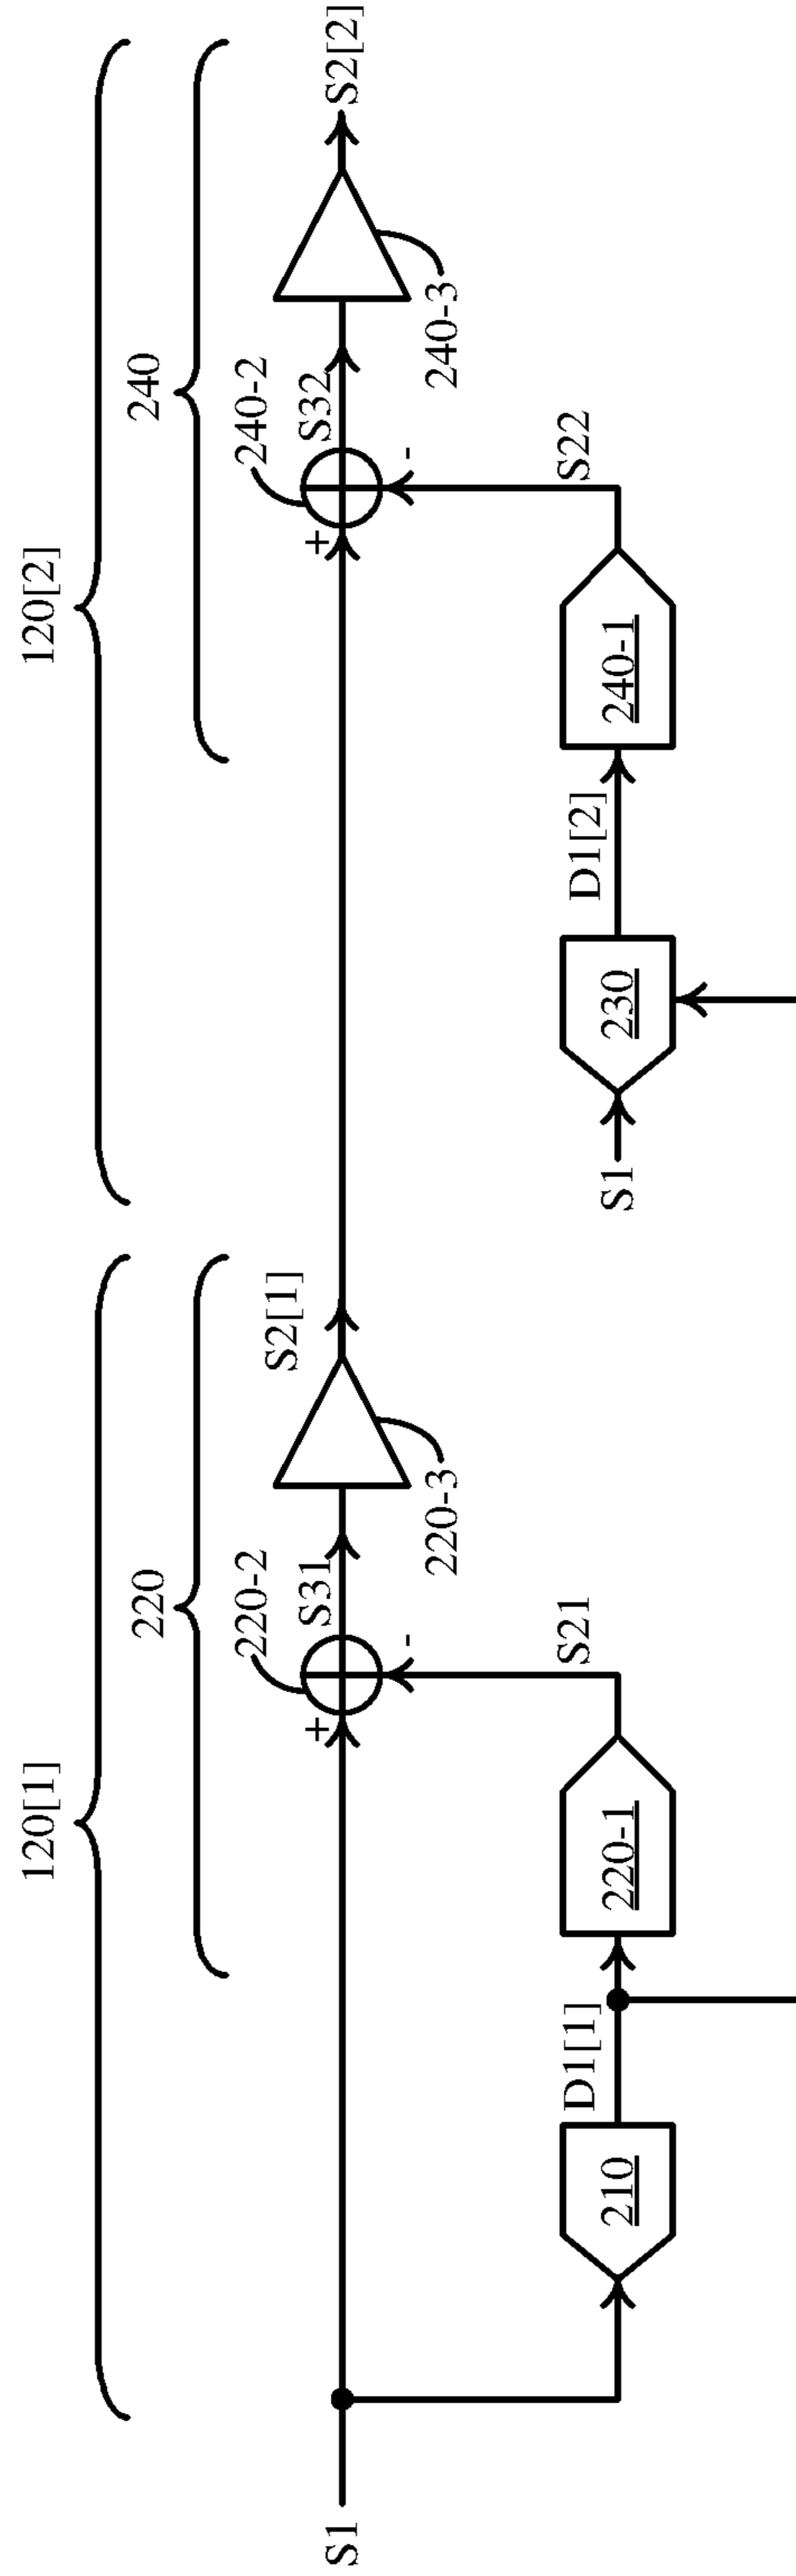 120[1]
120[2]
220
240
220-2
240-2
S1
S31
S2[1]
S32
S2[2]
+
-
+
-
220-3
240-3
S21
S22
D1[1]
S1
D1[2]
210
220-1
230
240-1